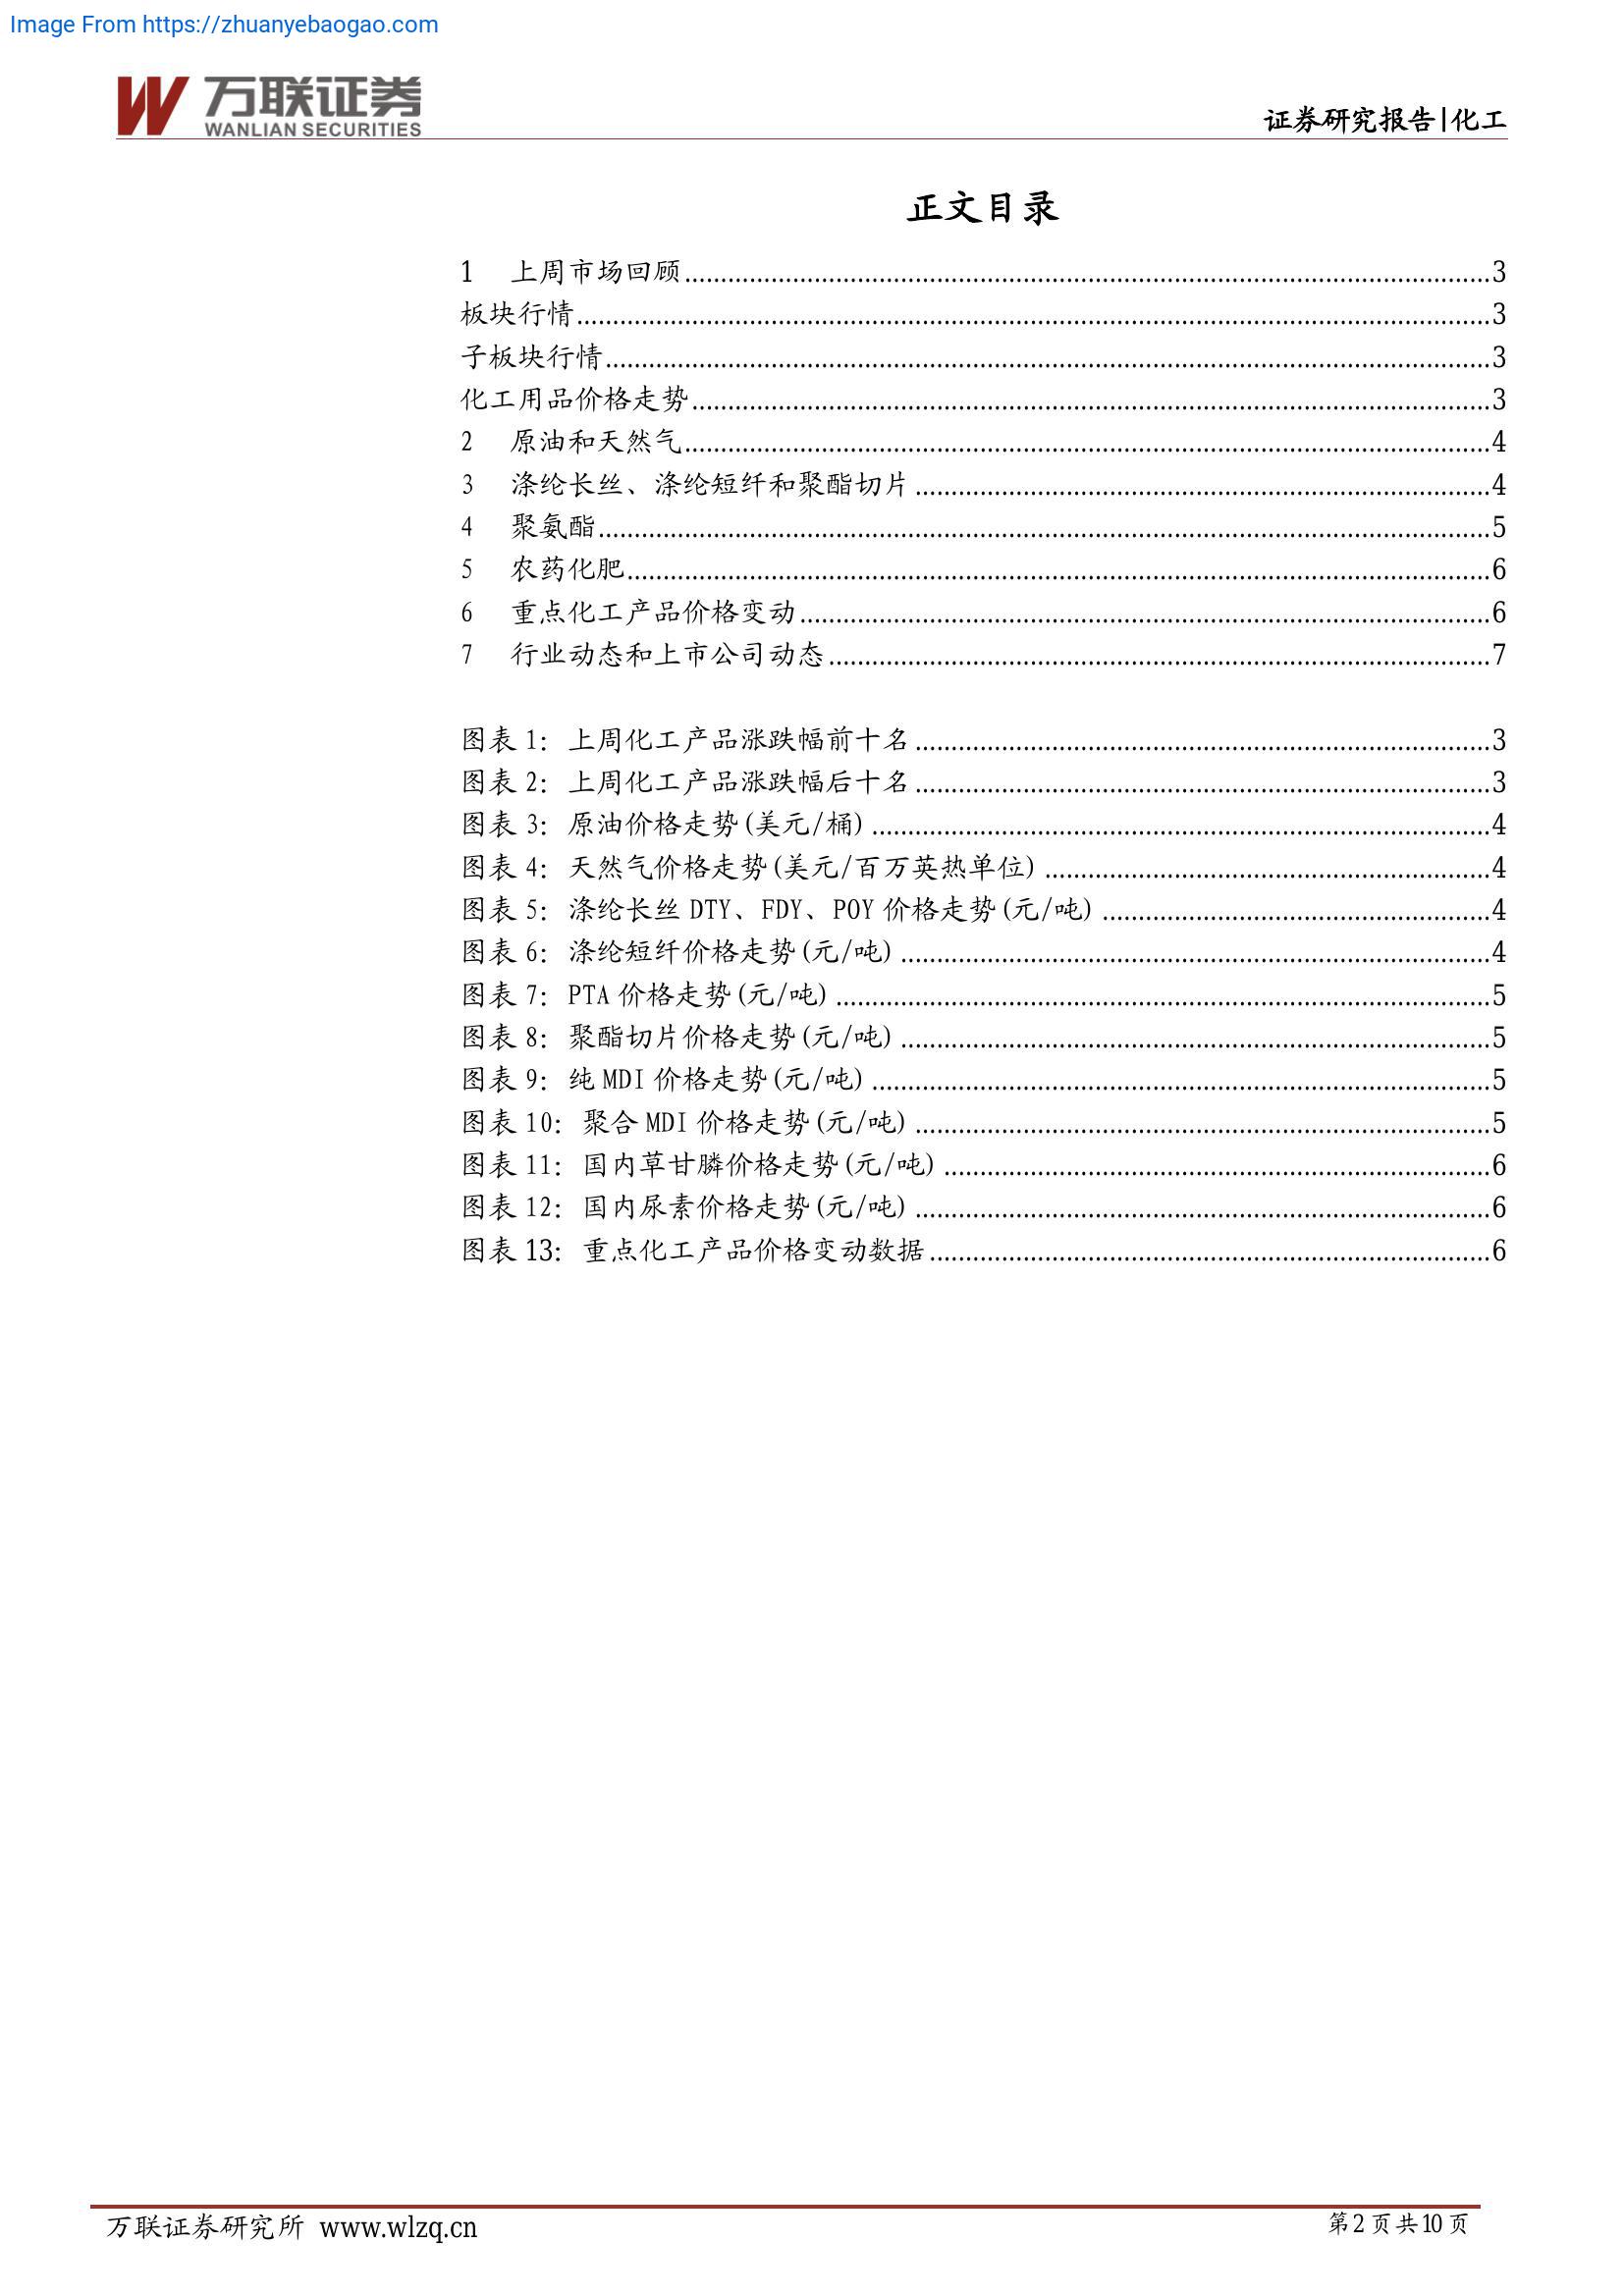 Image From https://zhuanyebaogao.com
万联证券
WANLIAN SECURITIES
证券研究报告|化工
正文目录
1 上周市场回顾 3
板块行情 3
子板块行情 3
化工用品价格走势 3
2 原油和天然气 4
3 涤纶长丝、涤纶短纤和聚酯切片 4
4 聚氨酯 5
5 农药化肥 6
6 重点化工产品价格变动 6
7 行业动态和上市公司动态 7
图表 1：上周化工产品涨跌幅前十名 3
图表 2：上周化工产品涨跌幅后十名 3
图表 3：原油价格走势(美元/桶) 4
图表 4：天然气价格走势(美元/百万英热单位) 4
图表 5：涤纶长丝 DTY、FDY、POY 价格走势(元/吨) 4
图表 6：涤纶短纤价格走势(元/吨) 4
图表 7：PTA 价格走势(元/吨) 5
图表 8：聚酯切片价格走势(元/吨) 5
图表 9：纯 MDI 价格走势(元/吨) 5
图表 10：聚合 MDI 价格走势(元/吨) 5
图表 11：国内草甘膦价格走势(元/吨) 6
图表 12：国内尿素价格走势(元/吨) 6
图表 13：重点化工产品价格变动数据 6
万联证券研究所 www.wlzq.cn
第 2 页 共 10 页